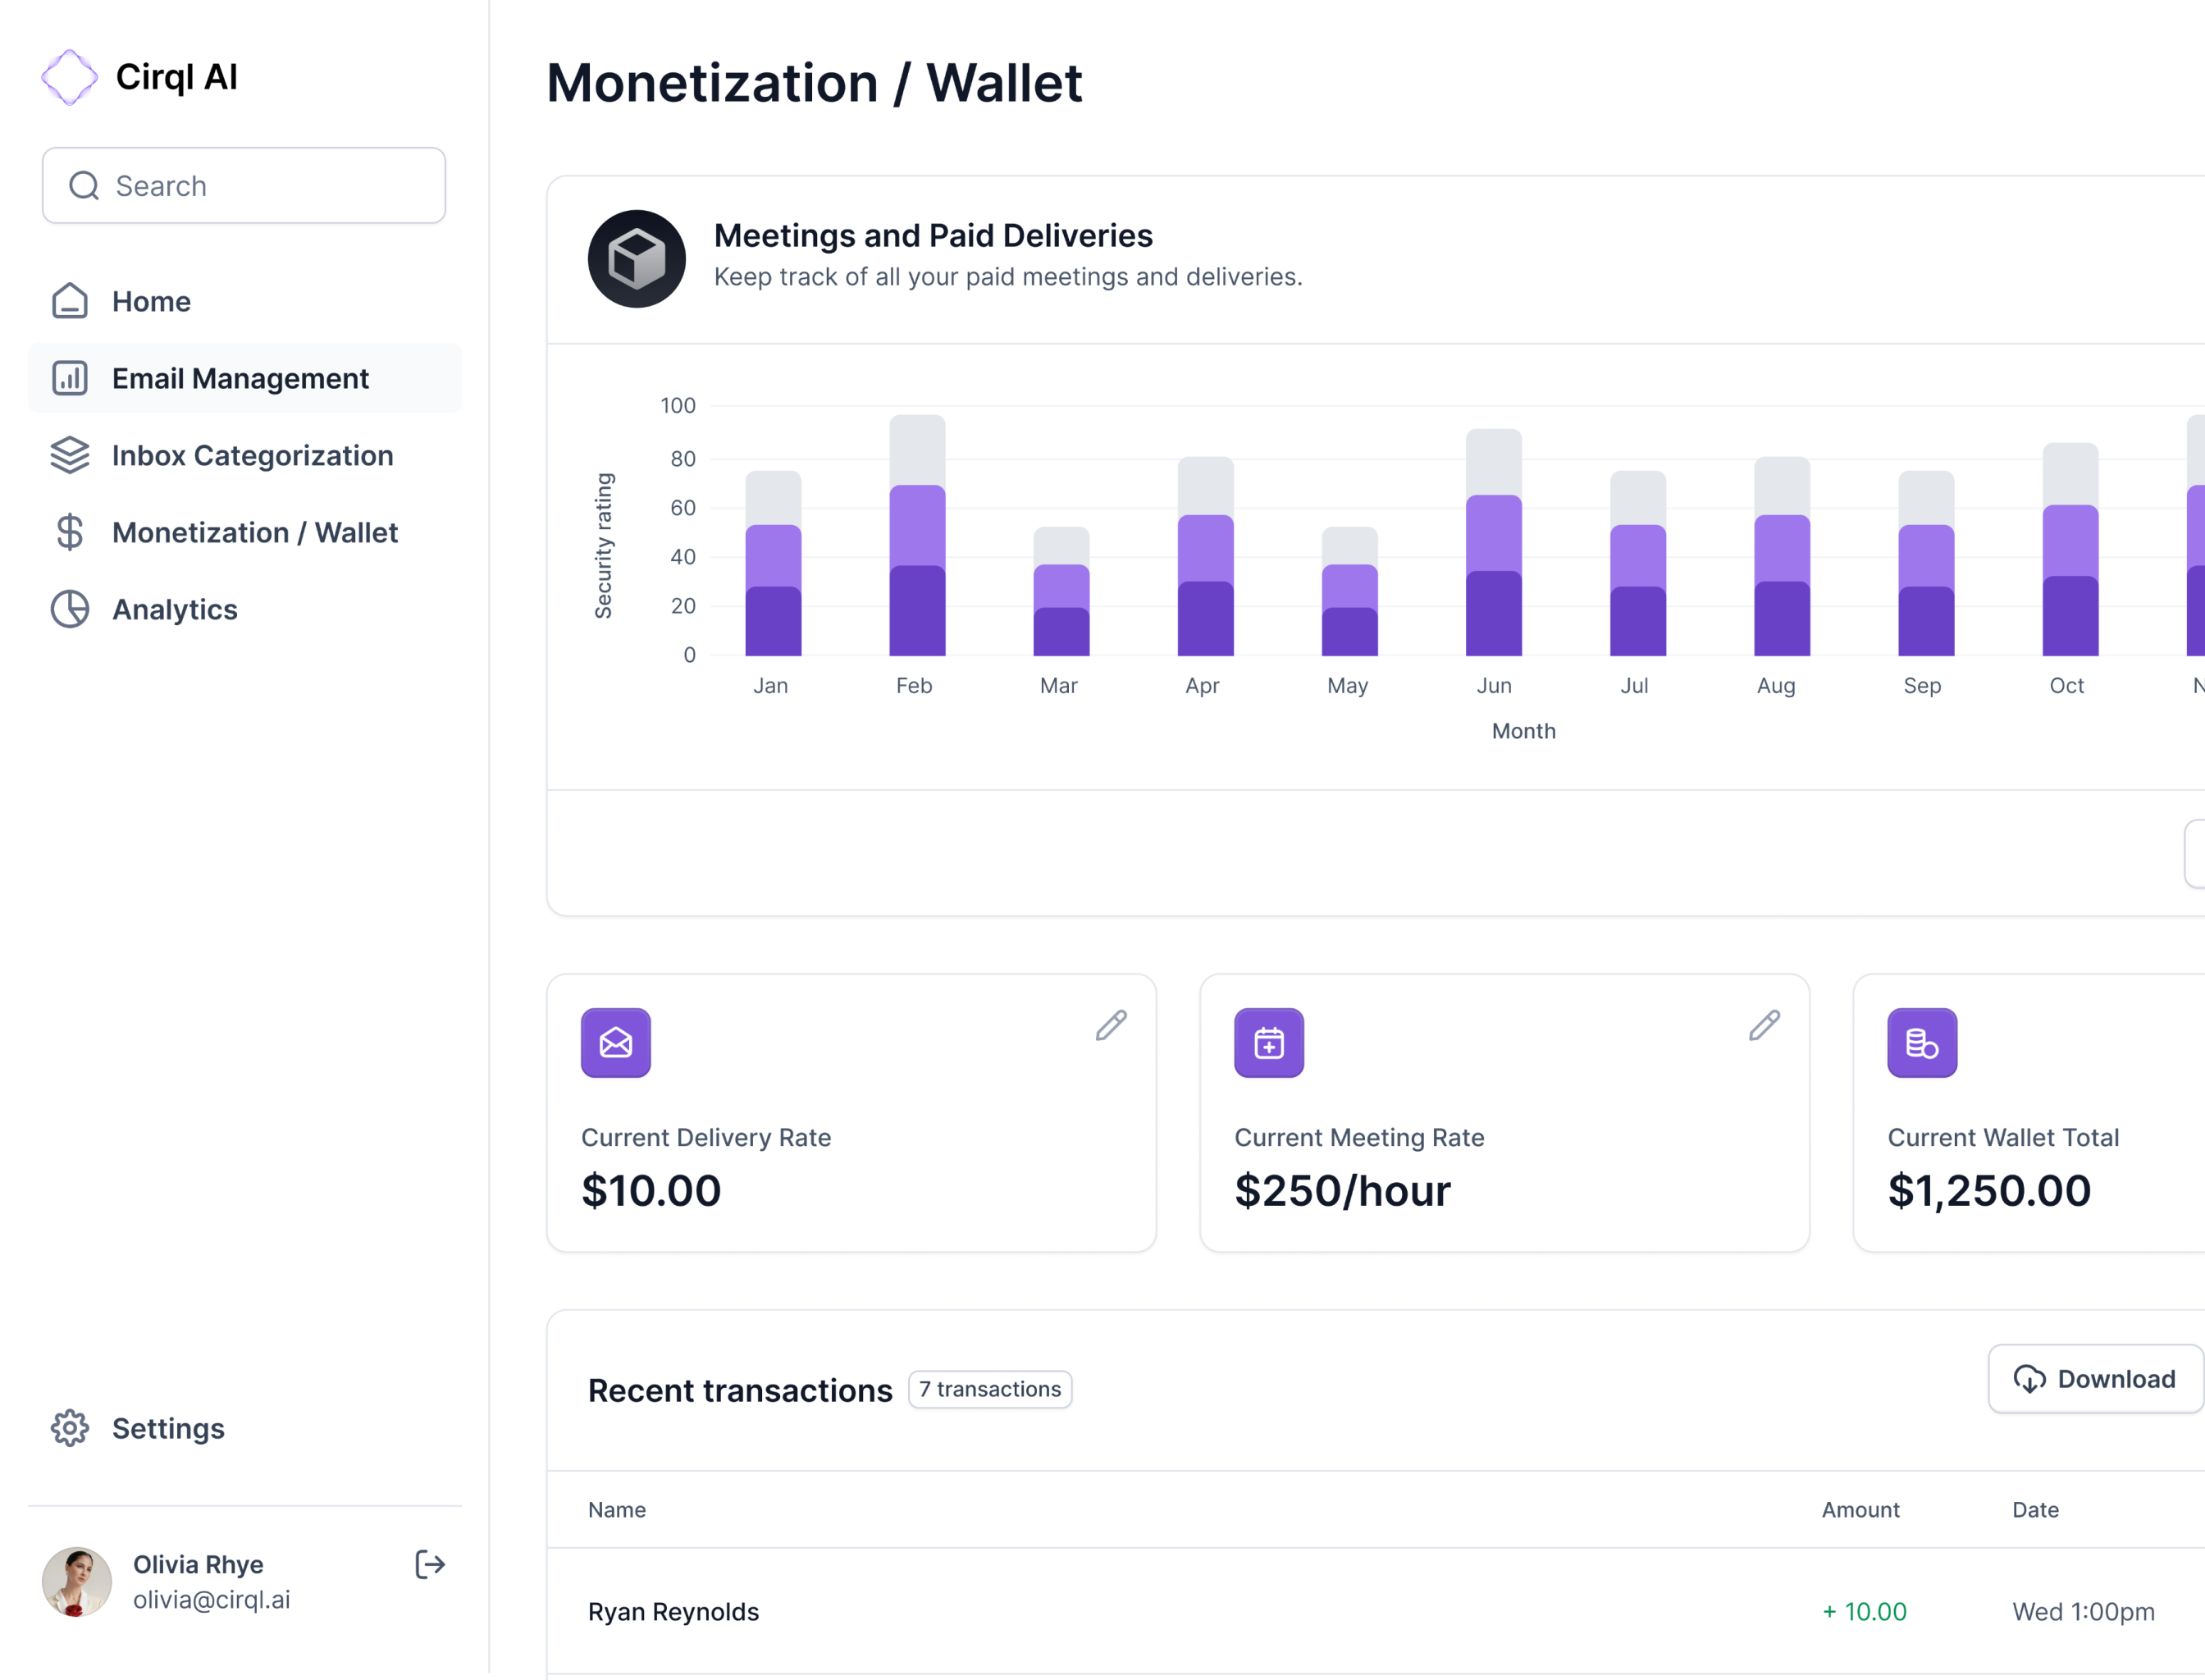 Cirql AI
Search
Home
Email Management
Inbox Categorization
Monetization / Wallet
Analytics
Settings
Olivia Rhye
olivia@cirql.ai
Monetization / Wallet
Meetings and Paid Deliveries
Keep track of all your paid meetings and deliveries.
Security rating
100
80
60
40
20
0
Jan Feb Mar Apr May Jun Jul Aug Sep Oct
Month
Current Delivery Rate
$10.00
Current Meeting Rate
$250/hour
Current Wallet Total
$1,250.00
Recent transactions 7 transactions
Download
Name Amount Date
Ryan Reynolds + 10.00 Wed 1:00pm